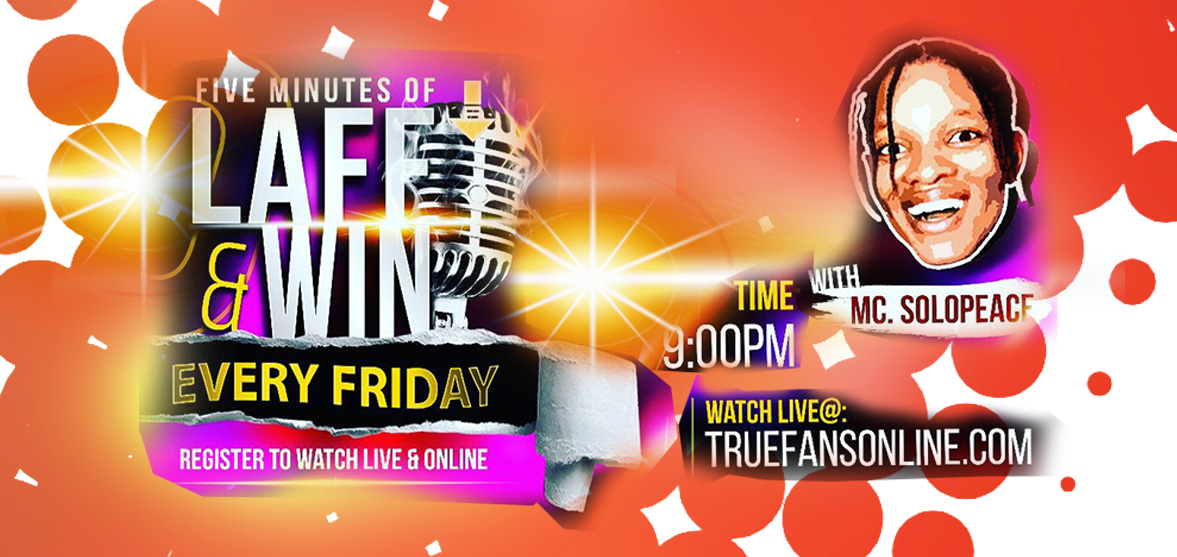 FIVE MINUTES OF
LAFF
& WIN
EVERY FRIDAY
REGISTER TO WATCH LIVE & ONLINE
WITH
MC. SOLOPEACE
TIME
9:00PM
WATCH LIVE@:
TRUEFANSONLINE.COM